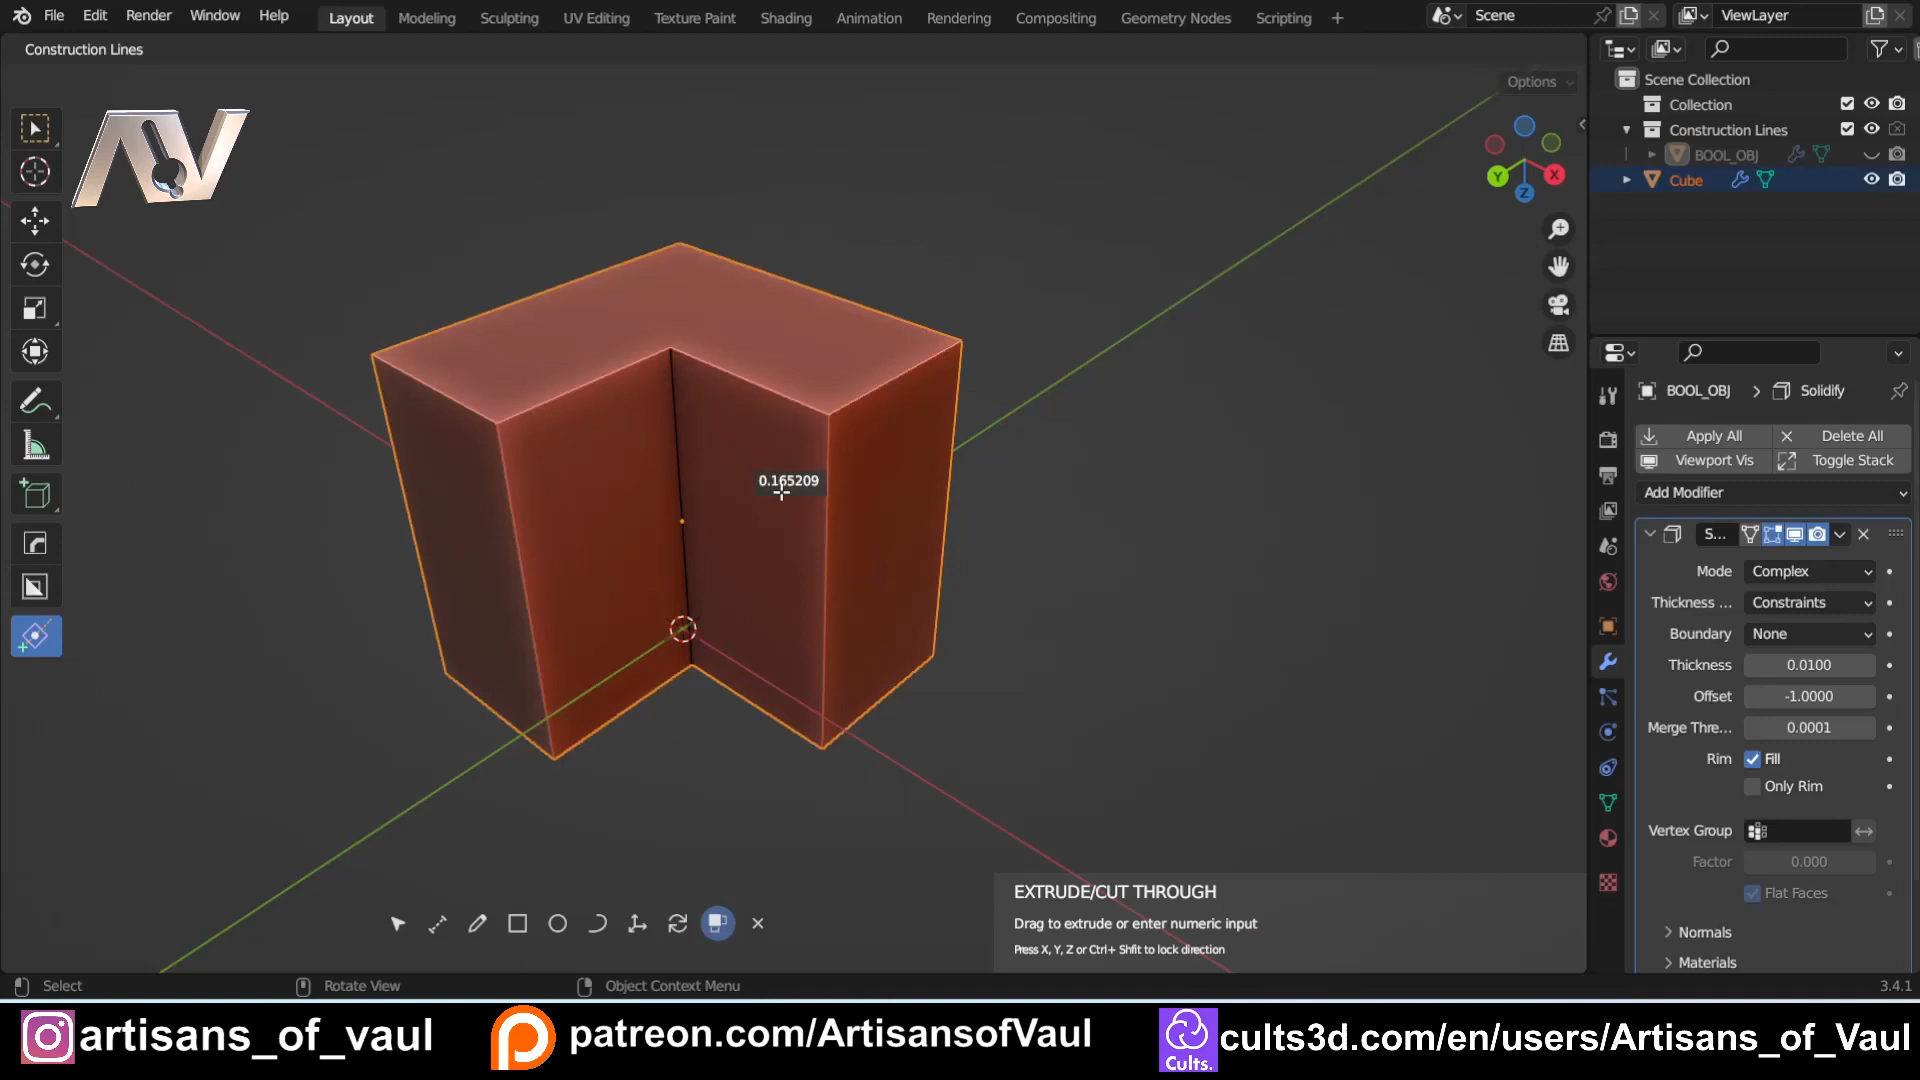 File Edit Render Window Help
Layout Modeling Sculpting UV Editing Texture Paint Shading Animation Rendering Compositing Geometry Nodes Scripting +
Scene
ViewLayer
Construction Lines
Options
Scene Collection
Collection
Construction Lines
BOOL_OBJ
Cube
Y
X
Z
0.165209
BOOL_OBJ > Solidify
Apply All
Delete All
Viewport Vis
Toggle Stack
Add Modifier
S...
Mode Complex
Thickness ... Constraints
Boundary None
Thickness 0.0100
Offset -1.0000
Merge Thre... 0.0001
Rim Fill
Only Rim
Vertex Group
Factor 0.000
Flat Faces
Normals
Materials
EXTRUDE/CUT THROUGH
Drag to extrude or enter numeric input
Press X, Y, Z or Ctrl+ Shfit to lock direction
Select
Rotate View
Object Context Menu
3.4.1
artisans_of_vaul
patreon.com/ArtisansofVaul
Cults.
cults3d.com/en/users/Artisans_of_Vaul